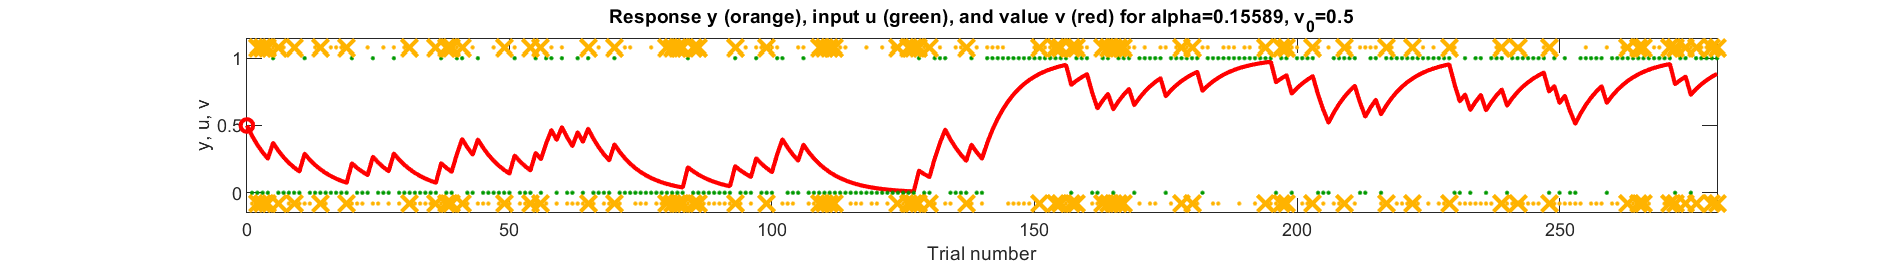 Response y (orange), input u (green), and value v (red) for alpha=0.15589, v0=0.5
y, u, v
1
0.5
0
0 50 100 150 200 250
Trial number